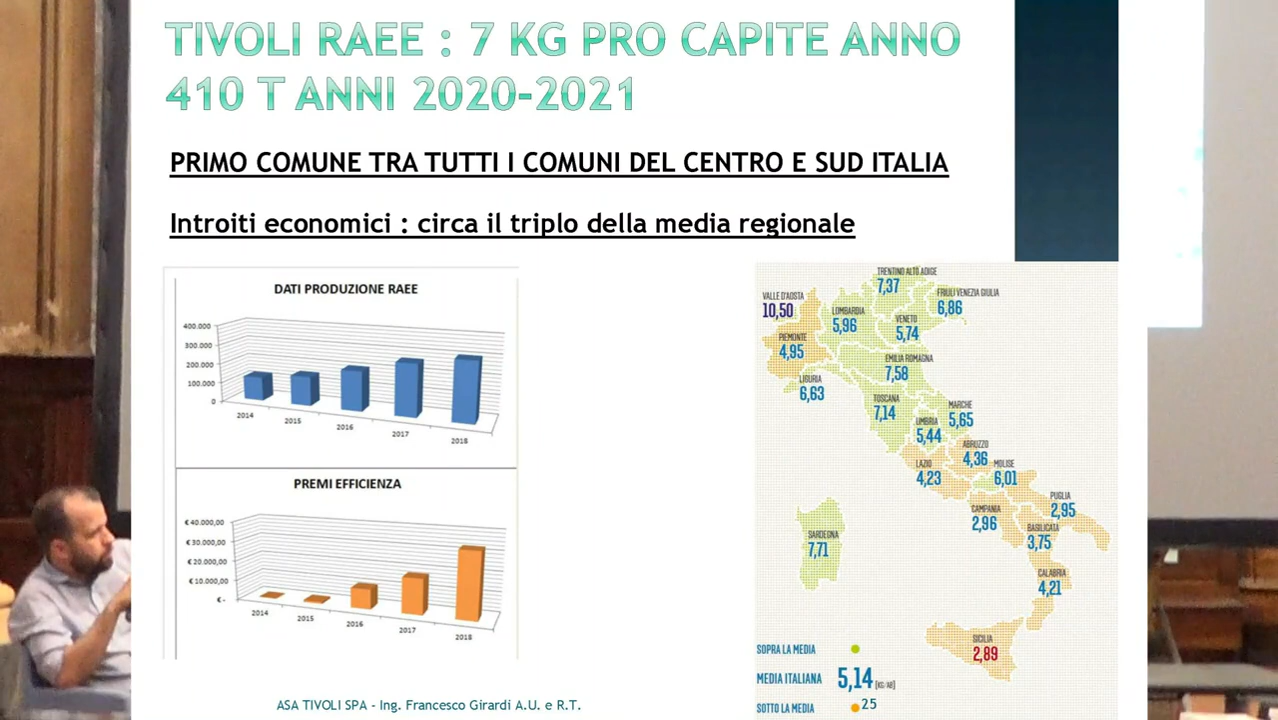 TIVOLI RAEE : 7 KG PRO CAPITE ANNO
410 T ANNI 2020-2021
PRIMO COMUNE TRA TUTTI I COMUNI DEL CENTRO E SUD ITALIA
Introiti economici : circa il triplo della media regionale
DATI PRODUZIONE RAEE
400.000
300.000
200.000
100.000
0
2014
2015
2016
2017
2018
PREMI EFFICIENZA
€ 40.000,00
€ 30.000,00
€ 20.000,00
€ 10.000,00
€ -
2014
2015
2016
2017
2018
TRENTINO ALTO ADIGE
7,37
VALLE D'AOSTA
10,50
FRIULI VENEZIA GIULIA
6,86
LOMBARDIA
5,96
VENETO
5,74
PIEMONTE
4,95
EMILIA ROMAGNA
7,58
LIGURIA
6,63
TOSCANA
7,14
MARCHE
5,65
UMBRIA
5,44
ABRUZZO
4,36
LAZIO
4,23
MOLISE
6,01
PUGLIA
2,95
CAMPANIA
2,96
BASILICATA
3,75
SARDEGNA
7,71
CALABRIA
4,21
SICILIA
2,89
SOPRA LA MEDIA
MEDIA ITALIANA 5,14 [KG/AB]
SOTTO LA MEDIA
25
ASA TIVOLI SPA - Ing. Francesco Girardi A.U. e R.T.